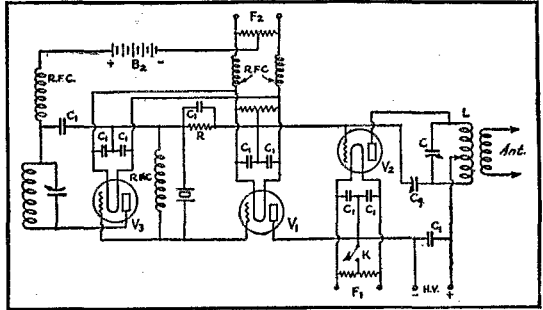 F2
+ B2 -
R.F.C.
R.F.C.
C1
C1
C1 C1
R
R.F.C.
C1 C1
V3
V1
V2
L
C
C1
Ant.
C1 C1
C1
K
F1
- H.V. +